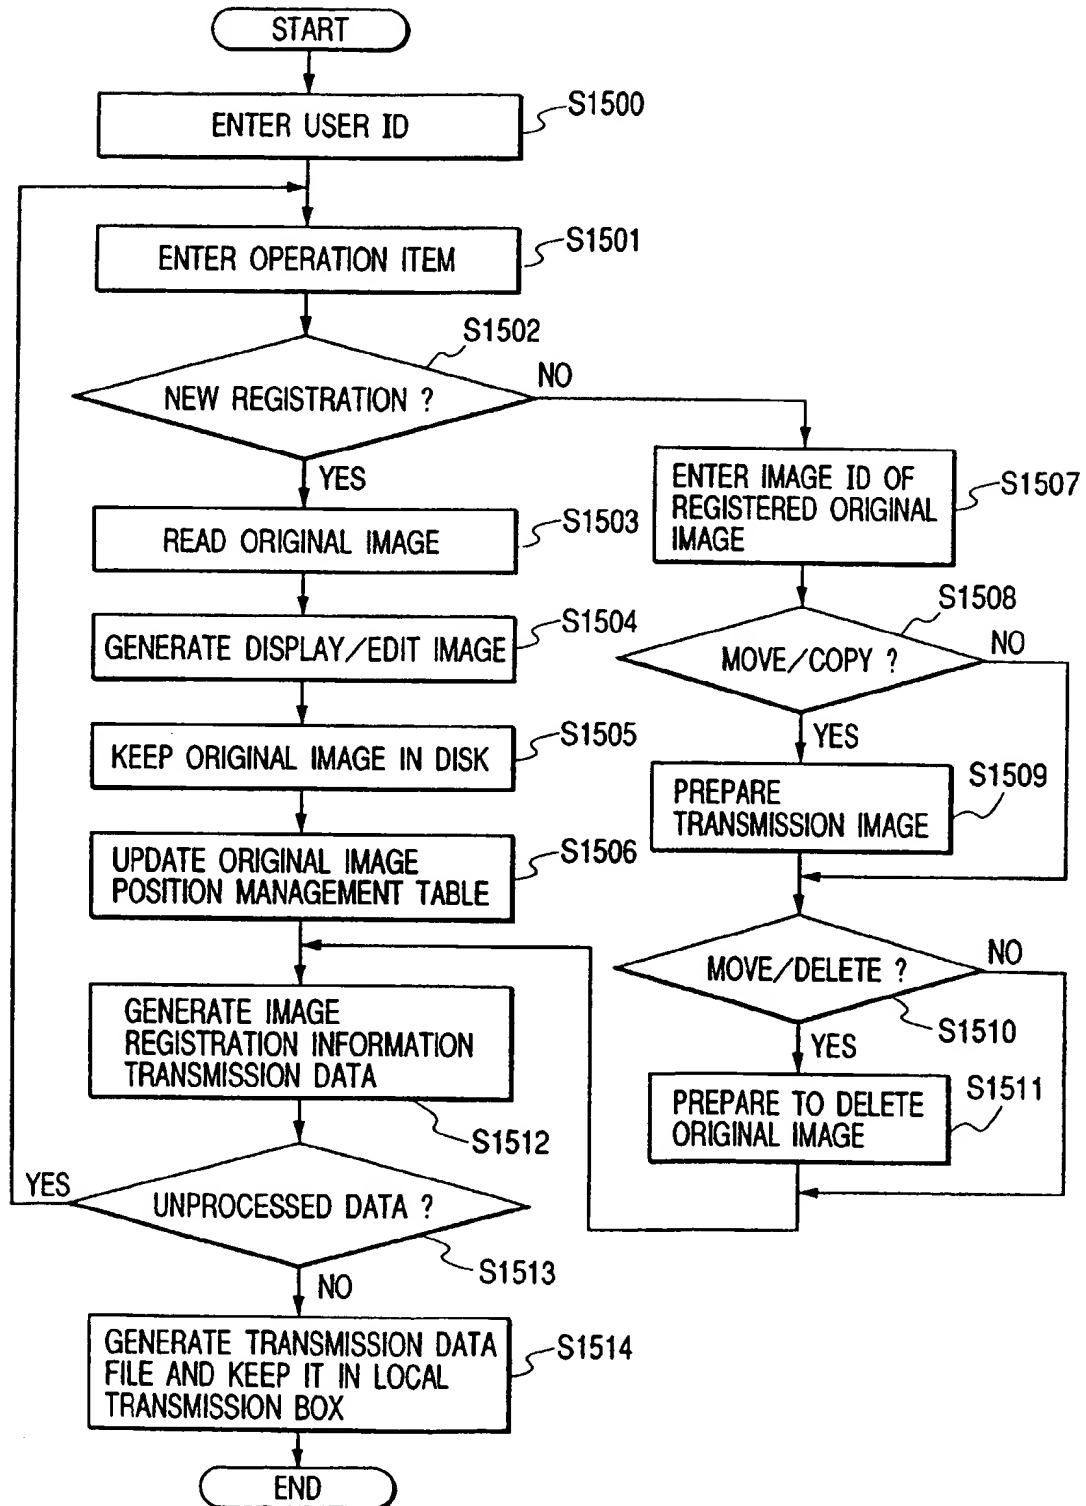 START
ENTER USER ID
S1500
ENTER OPERATION ITEM
S1501
S1502
NEW REGISTRATION ?
NO
YES
ENTER IMAGE ID OF
REGISTERED ORIGINAL
IMAGE
S1507
READ ORIGINAL IMAGE
S1503
S1508
GENERATE DISPLAY/EDIT IMAGE
S1504
MOVE/COPY ?
NO
YES
KEEP ORIGINAL IMAGE IN DISK
S1505
PREPARE
TRANSMISSION IMAGE
S1509
UPDATE ORIGINAL IMAGE
POSITION MANAGEMENT TABLE
S1506
MOVE/DELETE ?
NO
S1510
YES
GENERATE IMAGE
REGISTRATION INFORMATION
TRANSMISSION DATA
S1512
PREPARE TO DELETE
ORIGINAL IMAGE
S1511
YES
UNPROCESSED DATA ?
S1513
NO
GENERATE TRANSMISSION DATA
FILE AND KEEP IT IN LOCAL
TRANSMISSION BOX
S1514
END